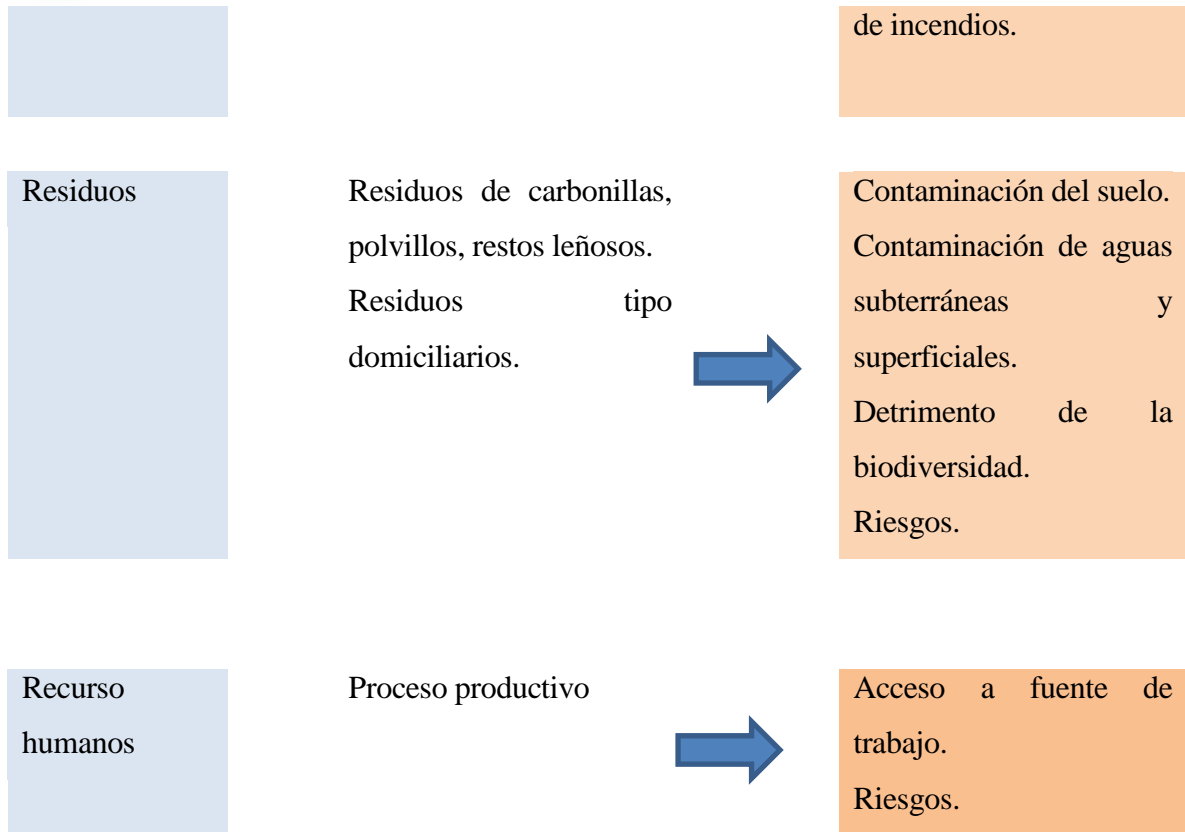 de incendios.
Residuos
Residuos de carbonillas,
polvillos, restos leñosos.
Residuos tipo
domiciliarios.
Contaminación del suelo.
Contaminación de aguas
subterráneas y
superficiales.
Detrimento de la
biodiversidad.
Riesgos.
Recurso
humanos
Proceso productivo
Acceso a fuente de
trabajo.
Riesgos.